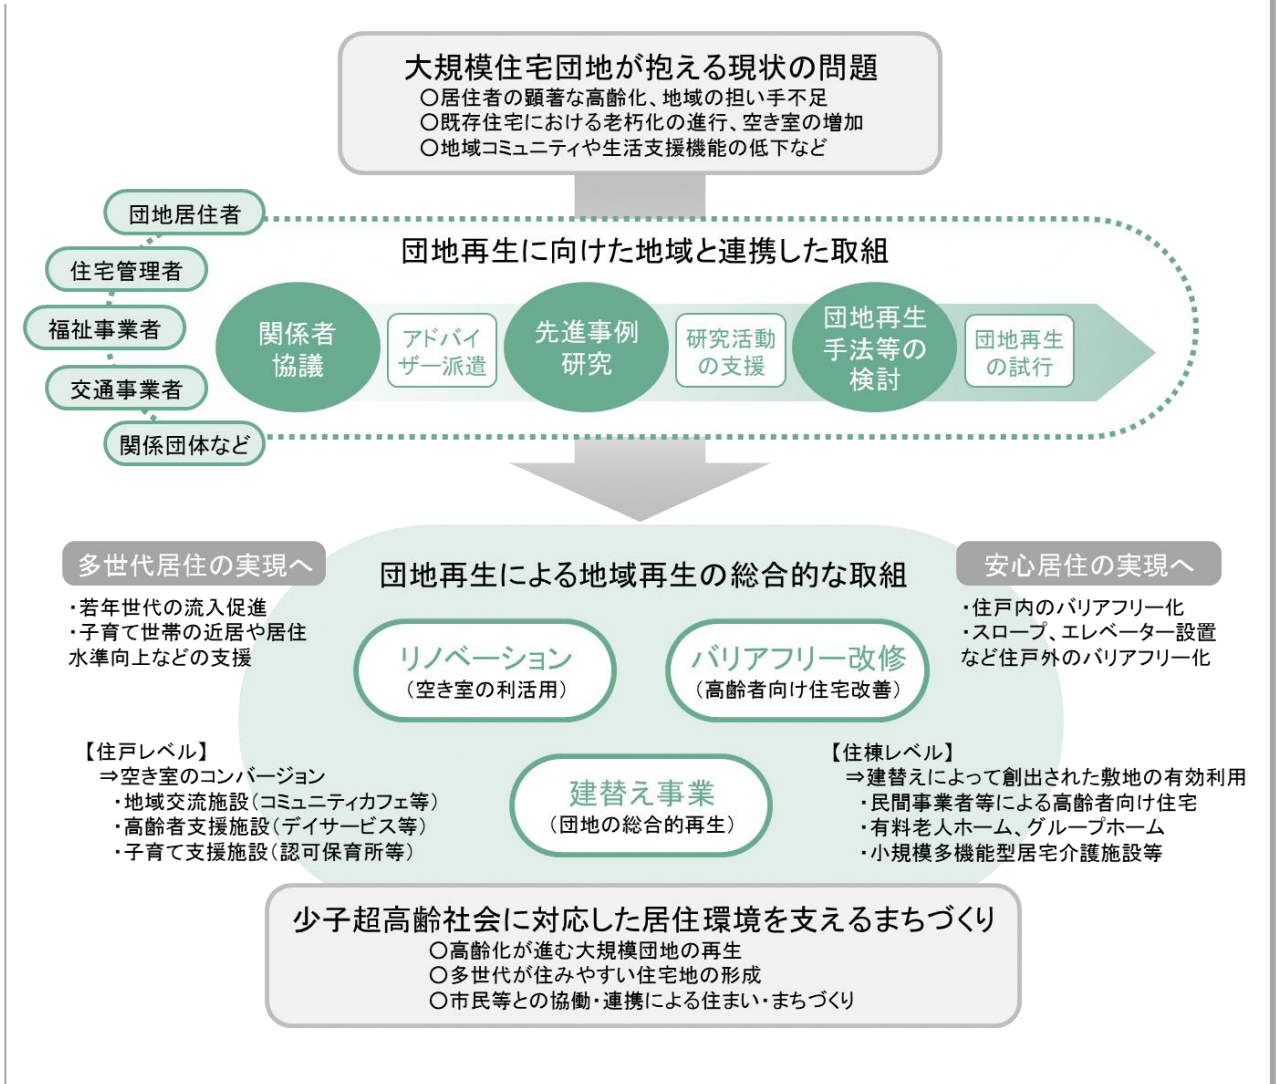 大規模住宅団地が抱える現状の問題
○居住者の顕著な高齢化、地域の担い手不足
○既存住宅における老朽化の進行、空き室の増加
○地域コミュニティや生活支援機能の低下など
団地居住者
住宅管理者
福祉事業者
交通事業者
関係団体など
団地再生に向けた地域と連携した取組
関係者
協議
アドバイ
ザー派遣
先進事例
研究
研究活動
の支援
団地再生
手法等の
検討
団地再生
の試行
多世代居住の実現へ
・若年世代の流入促進
・子育て世帯の近居や居住
水準向上などの支援
団地再生による地域再生の総合的な取組
安心居住の実現へ
・住戸内のバリアフリー化
・スロープ、エレベーター設置
など住戸外のバリアフリー化
リノベーション
（空き室の利活用）
バリアフリー改修
（高齢者向け住宅改善）
建替え事業
（団地の総合的再生）
【住戸レベル】
⇒空き室のコンバージョン
・地域交流施設（コミュニティカフェ等）
・高齢者支援施設（デイサービス等）
・子育て支援施設（認可保育所等）
【住棟レベル】
⇒建替えによって創出された敷地の有効利用
・民間事業者等による高齢者向け住宅
・有料老人ホーム、グループホーム
・小規模多機能型居宅介護施設等
少子超高齢社会に対応した居住環境を支えるまちづくり
○高齢化が進む大規模団地の再生
○多世代が住みやすい住宅地の形成
○市民等との協働・連携による住まい・まちづくり